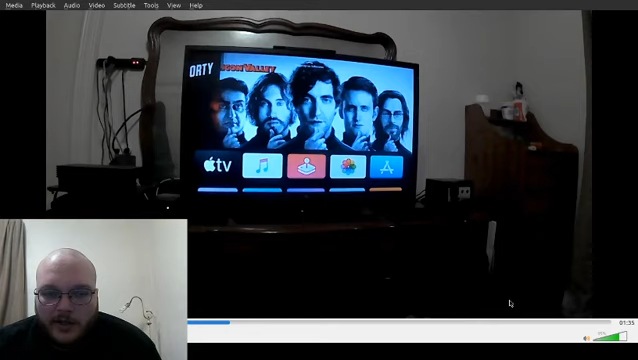 Media Playback Audio Video Subtitle Tools View Help
ORTY
SILICON VALLEY
tv
01:35